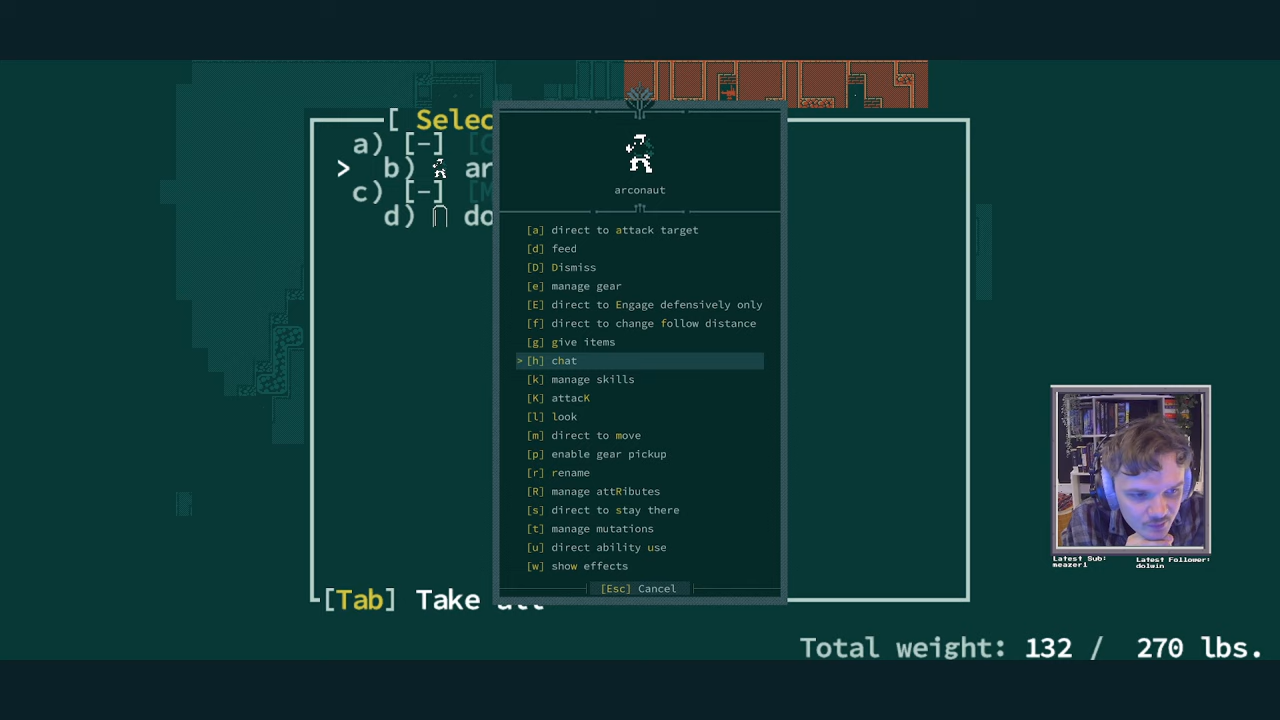 [ Selec
a) [-] [C
> b) ar
c) [-] [M
d) do
arconaut
[a] direct to attack target
[d] feed
[D] Dismiss
[e] manage gear
[E] direct to Engage defensively only
[f] direct to change follow distance
[g] give items
> [h] chat
[k] manage skills
[K] attacK
[l] look
[m] direct to move
[p] enable gear pickup
[r] rename
[R] manage attRibutes
[s] direct to stay there
[t] manage mutations
[u] direct ability use
[w] show effects
[Esc] Cancel
[Tab] Take all
Total weight: 132 / 270 lbs.
Latest Sub:
meazeri
Latest Follower:
dolwin